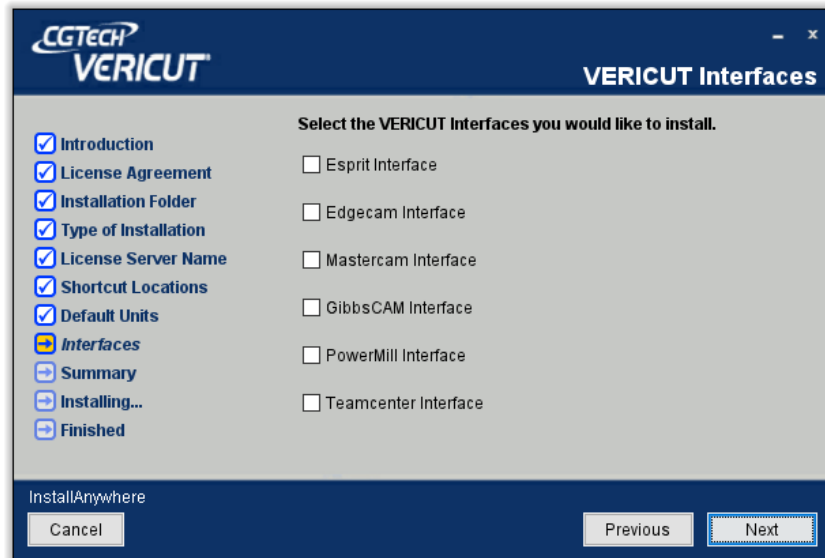 CGTECH
VERICUT
VERICUT Interfaces
Introduction
License Agreement
Installation Folder
Type of Installation
License Server Name
Shortcut Locations
Default Units
Interfaces
Summary
Installing...
Finished
Select the VERICUT Interfaces you would like to install.
Esprit Interface
Edgecam Interface
Mastercam Interface
GibbsCAM Interface
PowerMill Interface
Teamcenter Interface
InstallAnywhere
Cancel
Previous
Next